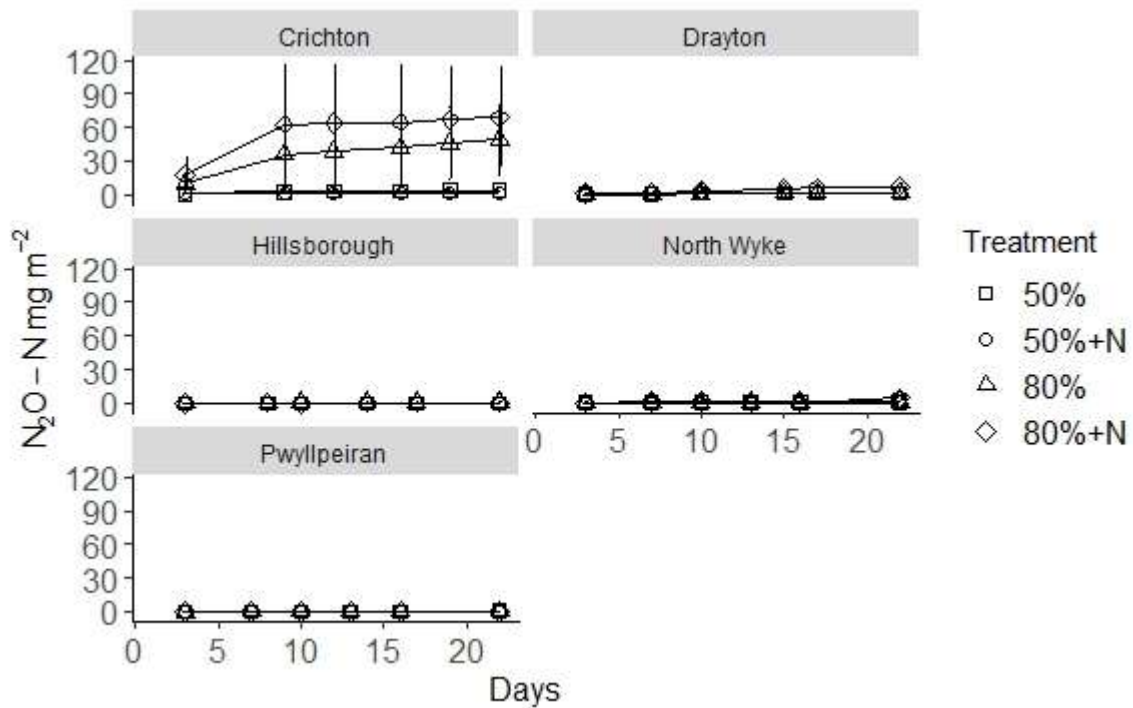 Crichton
Drayton
120
90
60
30
0
Hillsborough
North Wyke
120
90
60
30
0
0 5 10 15 20
Pwyllpeiran
120
90
60
30
0
0 5 10 15 20
Days
N₂O – N mg m⁻²
Treatment
50%
50%+N
80%
80%+N